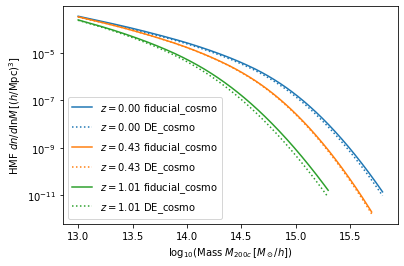 HMF dn/dlnM [(h/Mpc)³]
10⁻⁵
10⁻⁷
10⁻⁹
10⁻¹¹
z = 0.00 fiducial_cosmo
z = 0.00 DE_cosmo
z = 0.43 fiducial_cosmo
z = 0.43 DE_cosmo
z = 1.01 fiducial_cosmo
z = 1.01 DE_cosmo
13.0 13.5 14.0 14.5 15.0 15.5
log₁₀(Mass M₂₀₀c [M☉/h])